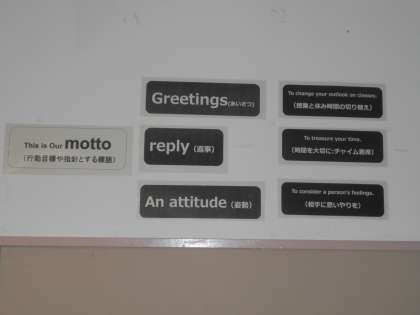 This is Our motto
(行動目標や指針とする標語)
Greetings(あいさつ)
reply (返事)
An attitude (姿勢)
To change your outlook on classes.
(授業と休み時間の切り替え)
To treasure your time.
(時間を大切に:チャイム着席)
To consider a person's feelings.
(相手に思いやりを)